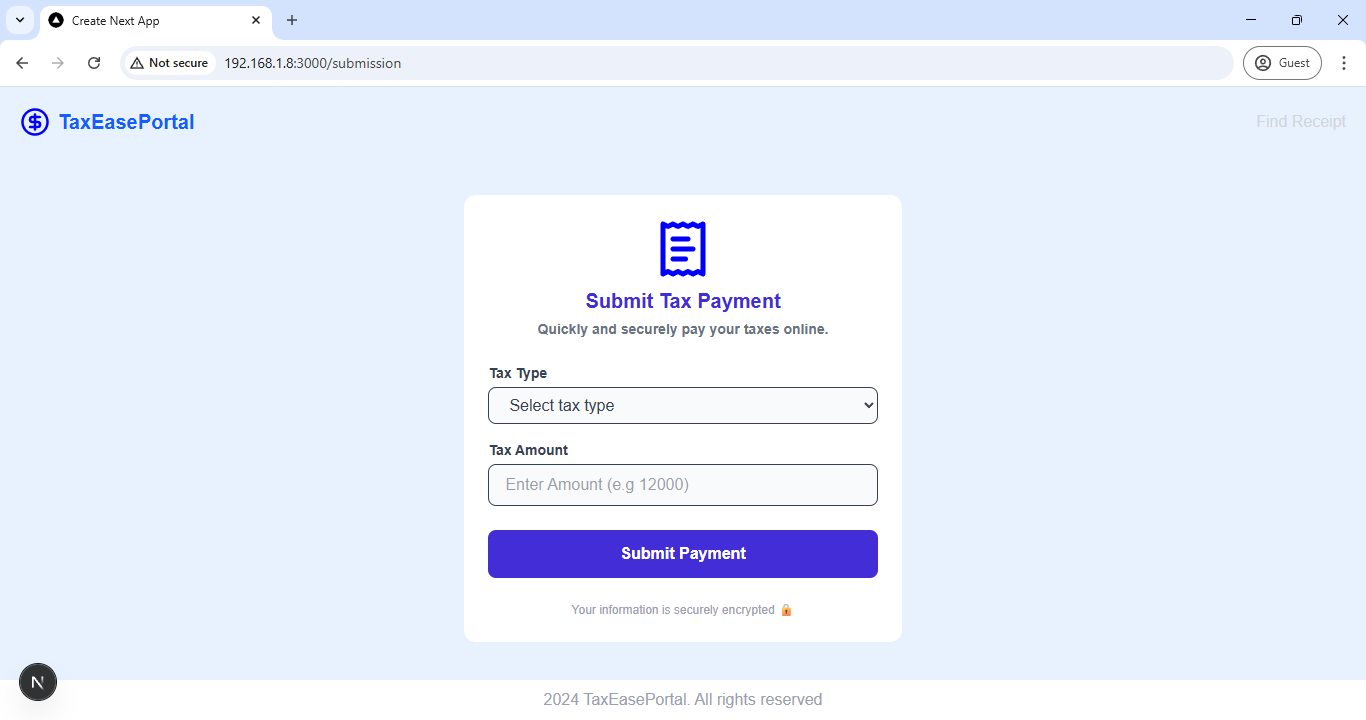 Create Next App
Not secure
192.168.1.8:3000/submission
Guest
TaxEasePortal
Find Receipt
Submit Tax Payment
Quickly and securely pay your taxes online.
Tax Type
Select tax type
Tax Amount
Enter Amount (e.g 12000)
Submit Payment
Your information is securely encrypted 🔒
N
2024 TaxEasePortal. All rights reserved